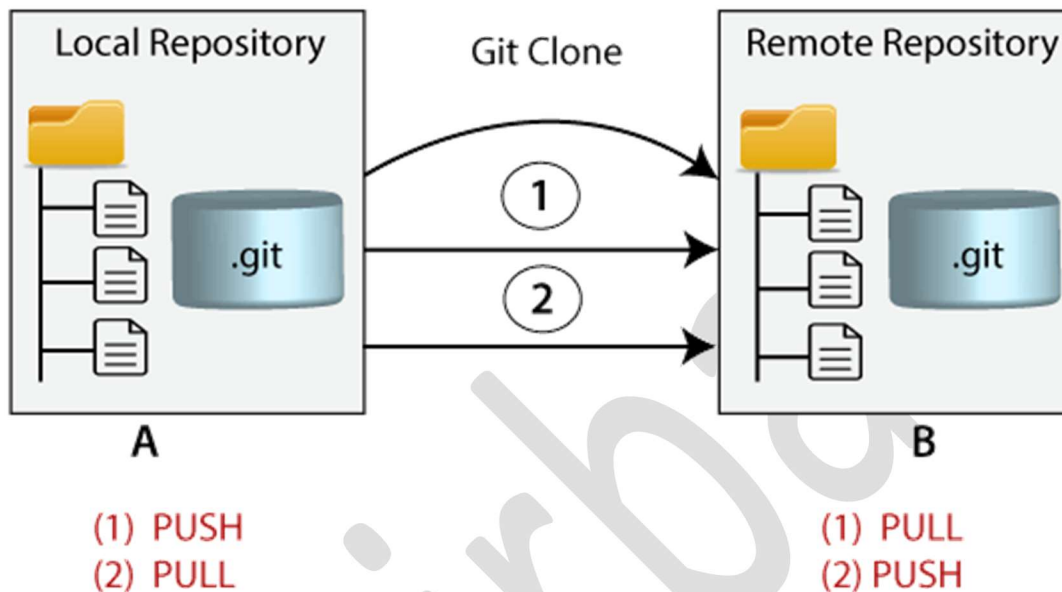 Local Repository
Git Clone
Remote Repository
1
.git
.git
2
A
B
(1) PUSH
(2) PULL
(1) PULL
(2) PUSH